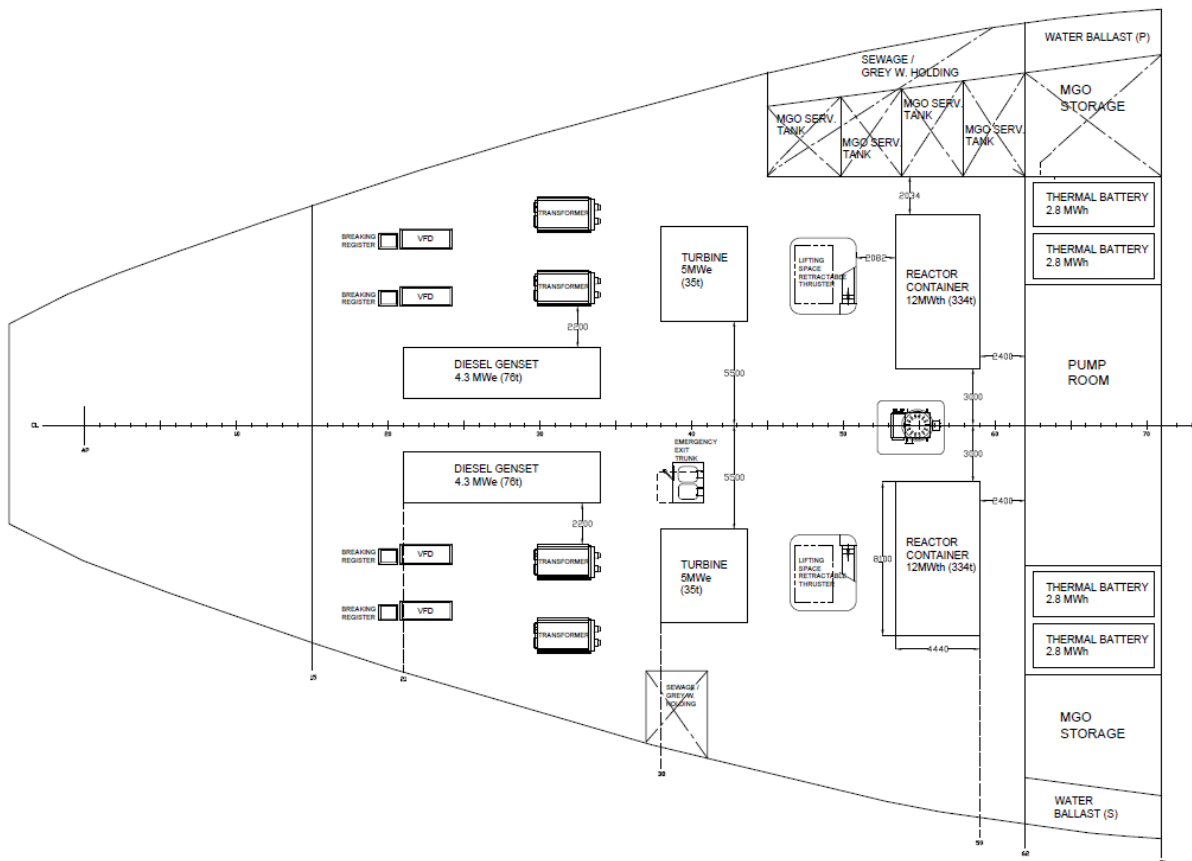 WATER BALLAST (P)
SEWAGE /
GREY W. HOLDING
MGO
STORAGE
MGO SERV.
TANK
MGO SERV.
TANK
MGO SERV.
TANK
MGO SERV.
TANK
2034
THERMAL BATTERY
2.8 MWh
THERMAL BATTERY
2.8 MWh
TRANSFORMER
BREAKING
REGISTER
VFD
TURBINE
5MWe
(35t)
LIFTING
SPACE
RETRACTABLE
THRUSTER
2082
REACTOR
CONTAINER
12MWth (334t)
TRANSFORMER
BREAKING
REGISTER
VFD
2200
DIESEL GENSET
4.3 MWe (76t)
5500
2400
3000
PUMP
ROOM
CL
AP
10
20
30
40
50
60
70
EMERGENCY
EXIT
TRUNK
DIESEL GENSET
4.3 MWe (76t)
5500
3000
2400
2200
BREAKING
REGISTER
VFD
TRANSFORMER
TURBINE
5MWe
(35t)
LIFTING
SPACE
RETRACTABLE
THRUSTER
8100
REACTOR
CONTAINER
12MWth (334t)
THERMAL BATTERY
2.8 MWh
BREAKING
REGISTER
VFD
TRANSFORMER
THERMAL BATTERY
2.8 MWh
4440
15
21
SEWAGE /
GREY W.
HOLDING
MGO
STORAGE
38
WATER
BALLAST (S)
59
62